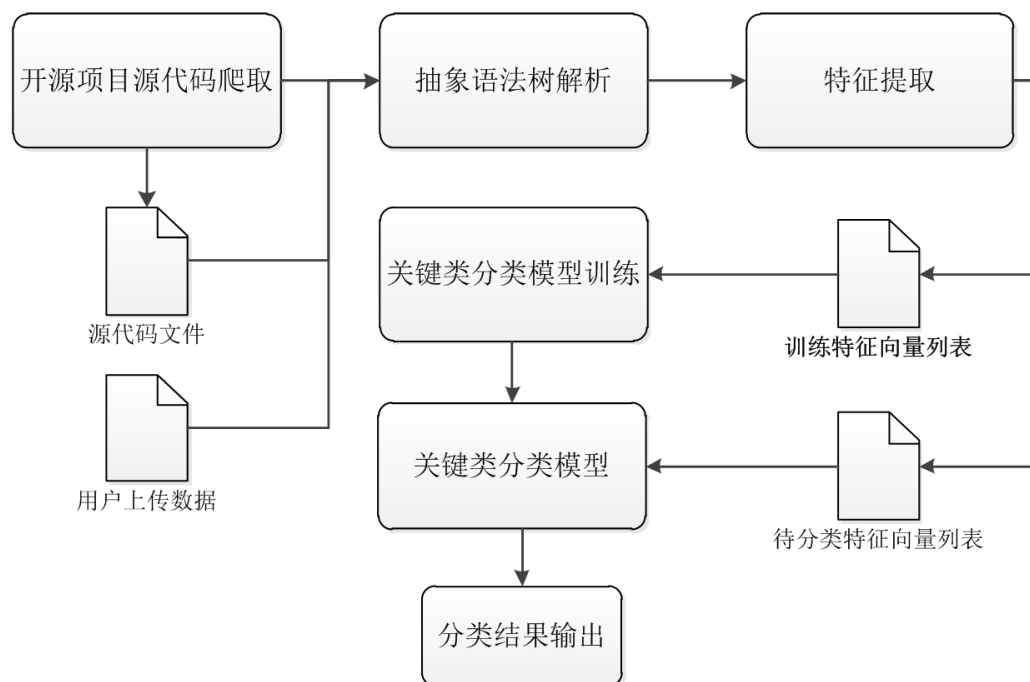 开源项目源代码爬取
抽象语法树解析
特征提取
源代码文件
关键类分类模型训练
训练特征向量列表
用户上传数据
关键类分类模型
待分类特征向量列表
分类结果输出